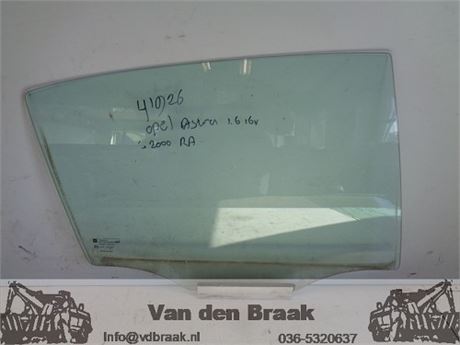 41026
opel Astra 1.6 16v
2000 RA
Van den Braak
Info@vdbraak.nl
036-5320637